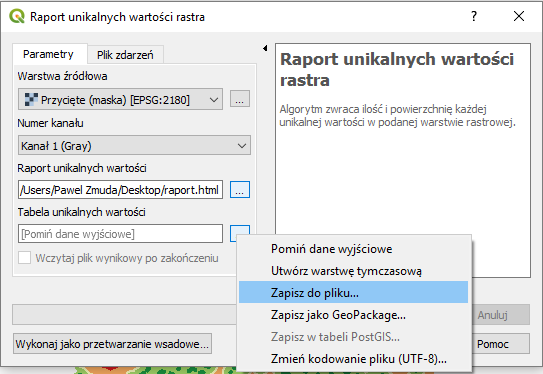 Raport unikalnych wartości rastra
Parametry
Plik zdarzeń
Warstwa źródłowa
Przycięte (maska) [EPSG:2180]
...
Numer kanału
Kanał 1 (Gray)
Raport unikalnych wartości
/Users/Pawel Zmuda/Desktop/raport.html
...
Tabela unikalnych wartości
[Pomiń dane wyjściowe]
...
Wczytaj plik wynikowy po zakończeniu
Raport unikalnych wartości
rastra
Algorytm zwraca ilość i powierzchnię każdej
unikalnej wartości w podanej warstwie rastrowej.
Pomiń dane wyjściowe
Utwórz warstwę tymczasową
Zapisz do pliku...
Zapisz jako GeoPackage...
Zapisz w tabeli PostGIS...
Zmień kodowanie pliku (UTF-8)...
Anuluj
Wykonaj jako przetwarzanie wsadowe...
Pomoc